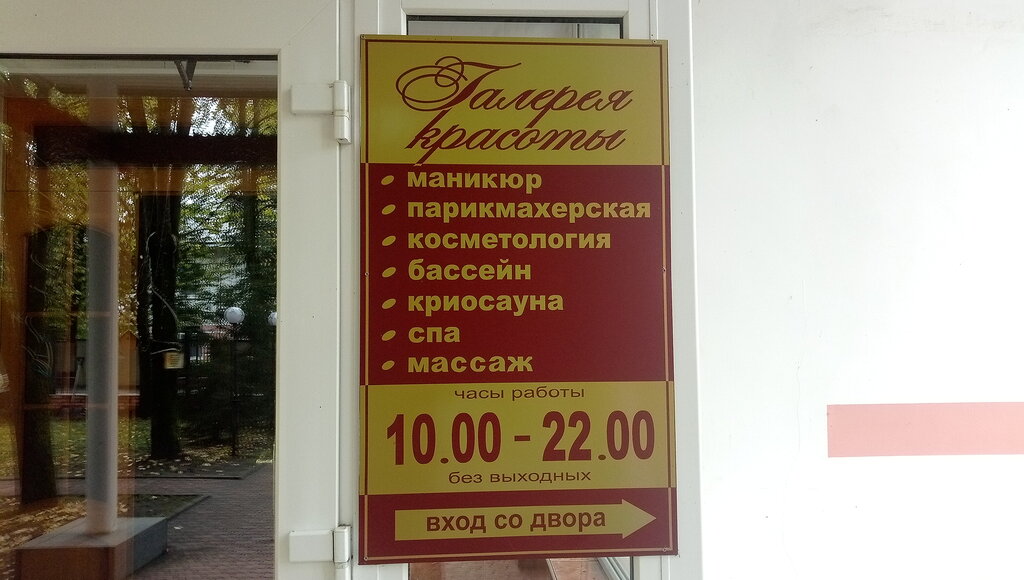 Галерея
красоты
маникюр
парикмахерская
косметология
бассейн
криосауна
спа
массаж
часы работы
10.00 - 22.00
без выходных
вход со двора